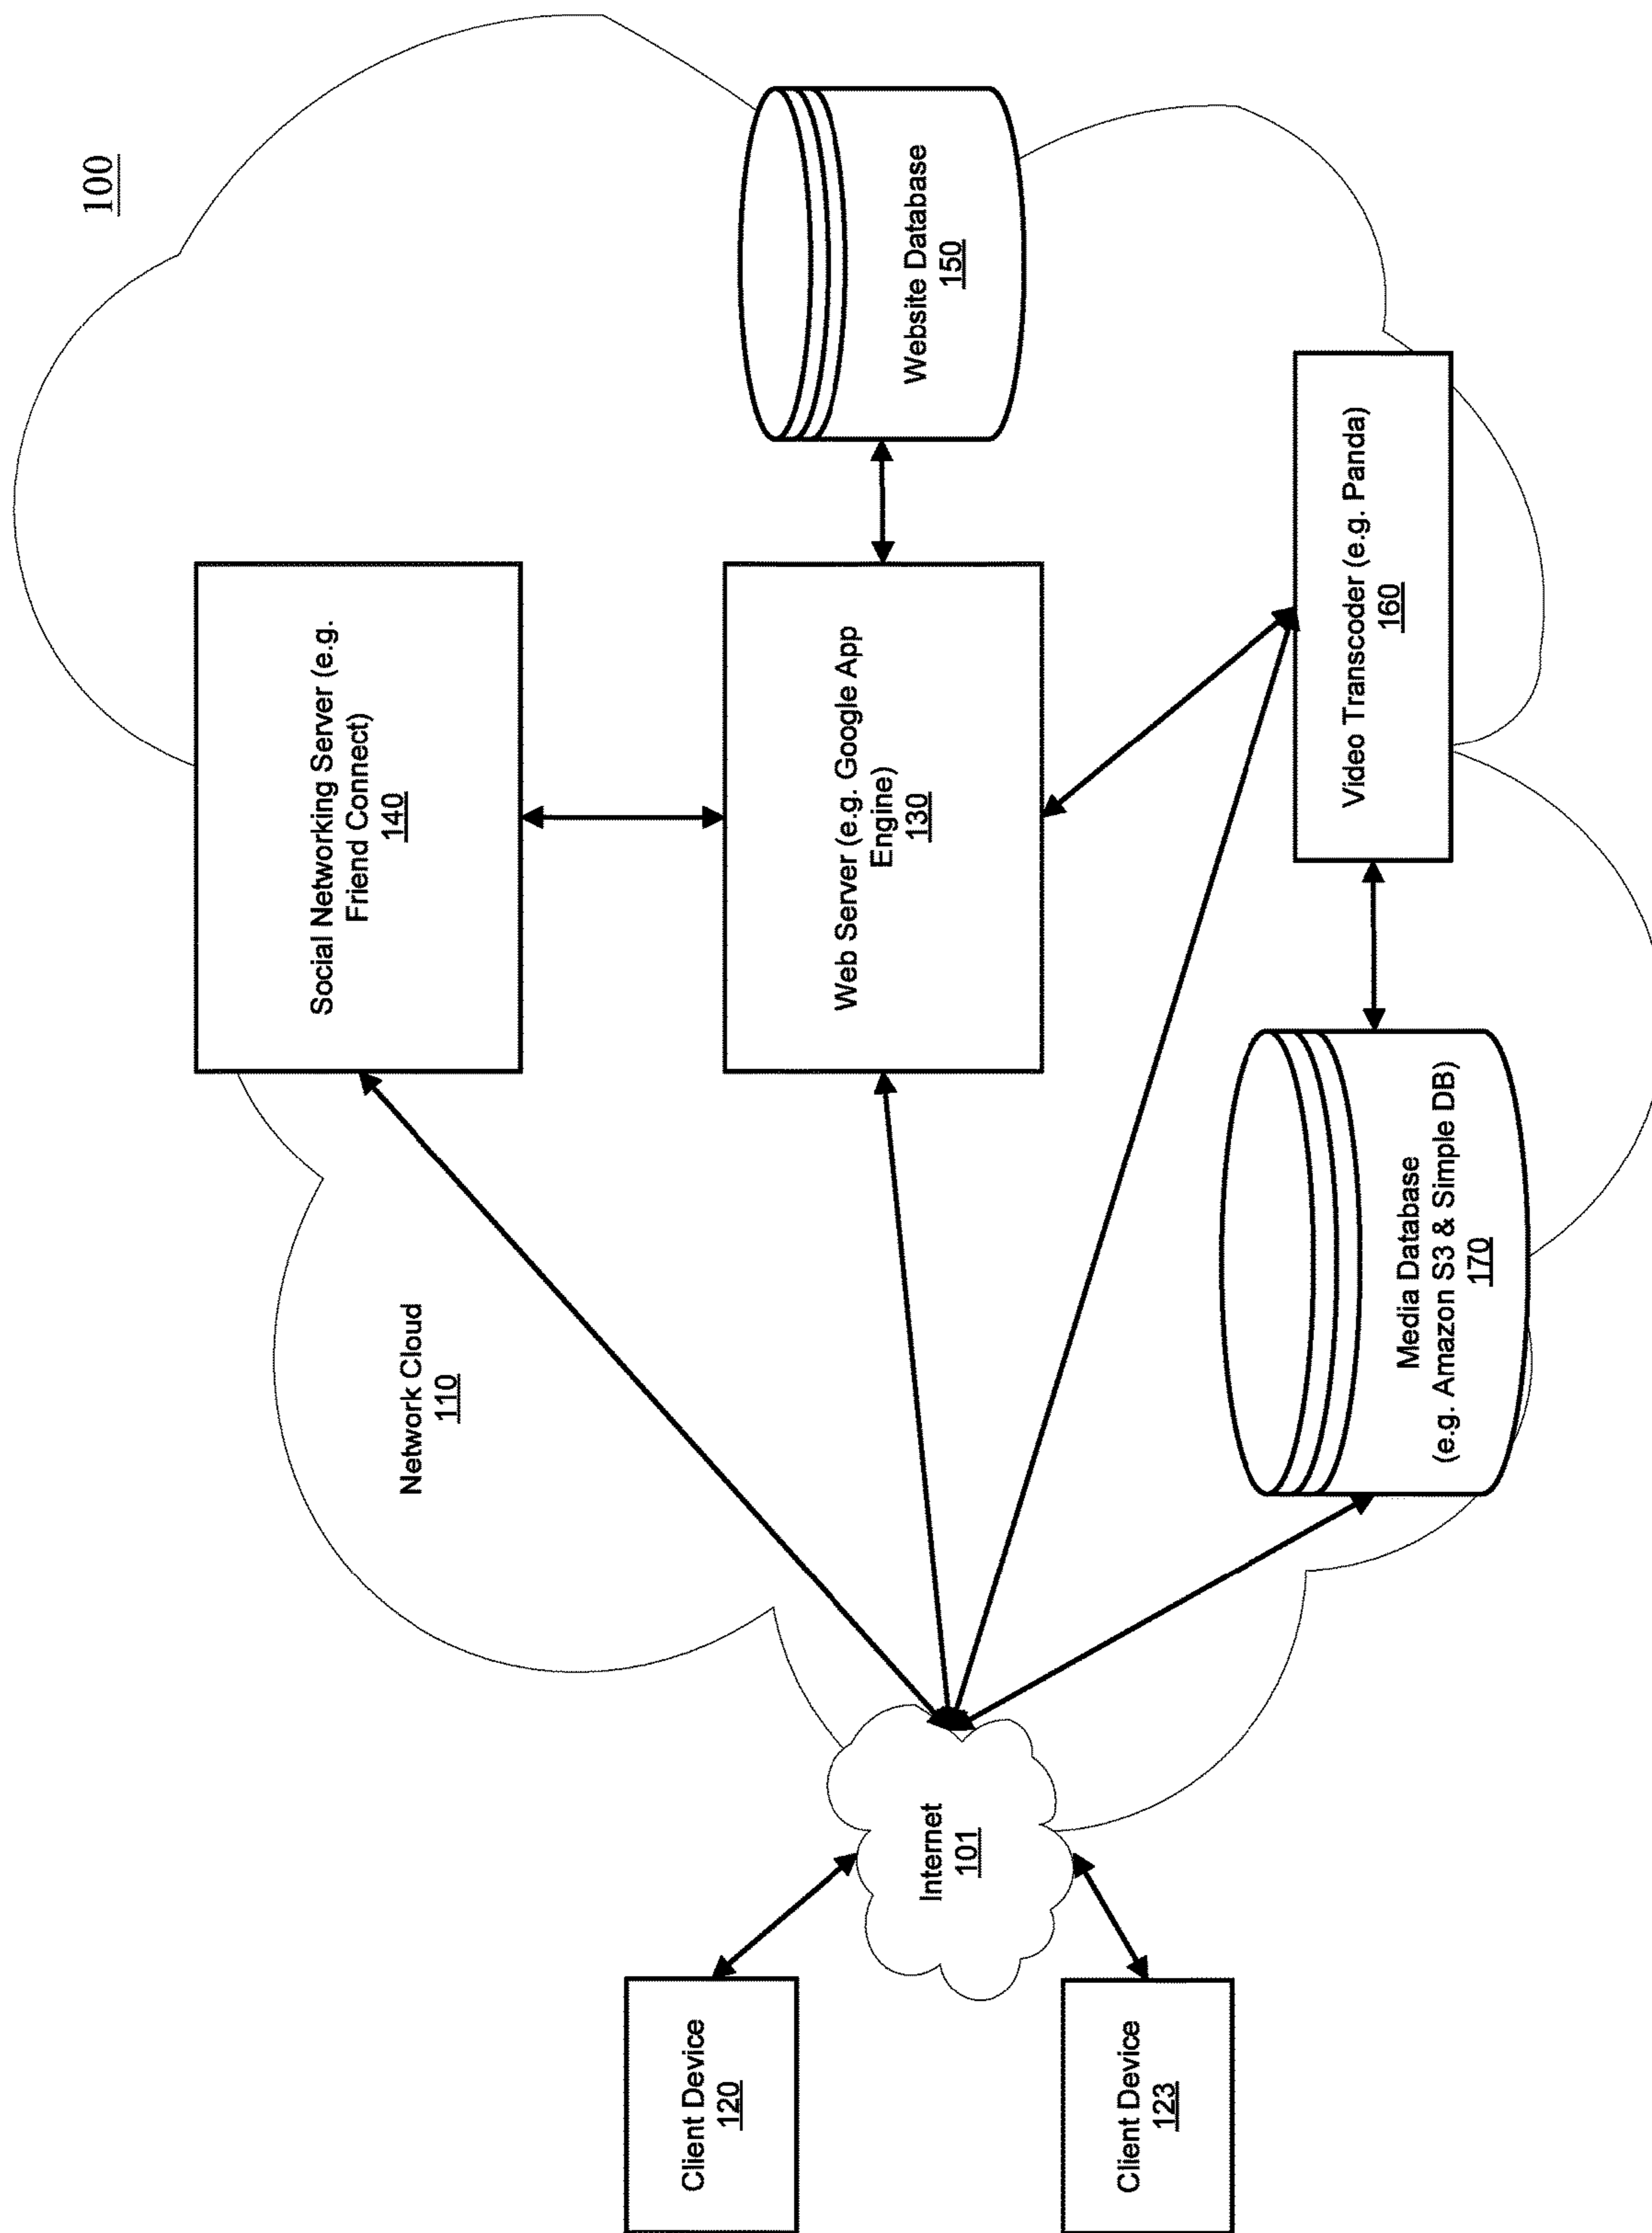 100
Social Networking Server (e.g.
Friend Connect)
140
Network Cloud
110
Website Database
150
Web Server (e.g. Google App
Engine)
130
Client Device
120
Internet
101
Video Transcoder (e.g. Panda)
160
Media Database
(e.g. Amazon S3 & Simple DB)
170
Client Device
123